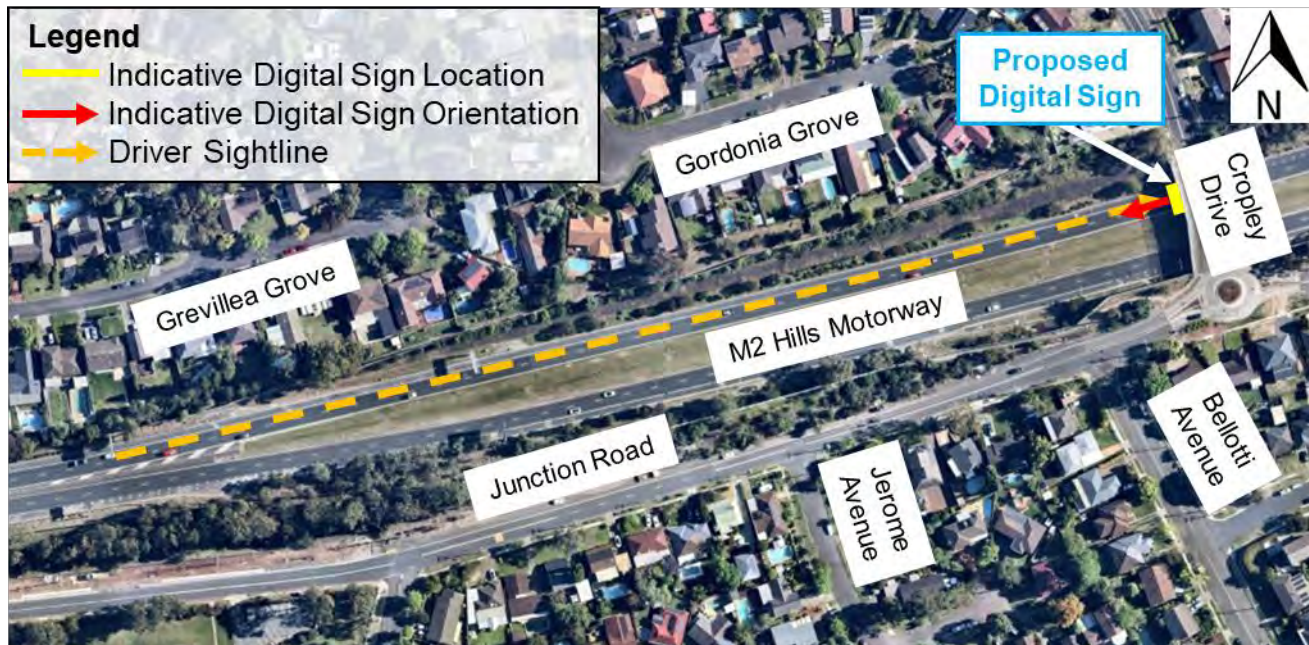 Legend
Indicative Digital Sign Location
Indicative Digital Sign Orientation
Driver Sightline
Proposed
Digital Sign
N
Gordonia Grove
Cropley
Drive
Grevillea Grove
M2 Hills Motorway
Junction Road
Jerome
Avenue
Bellotti
Avenue